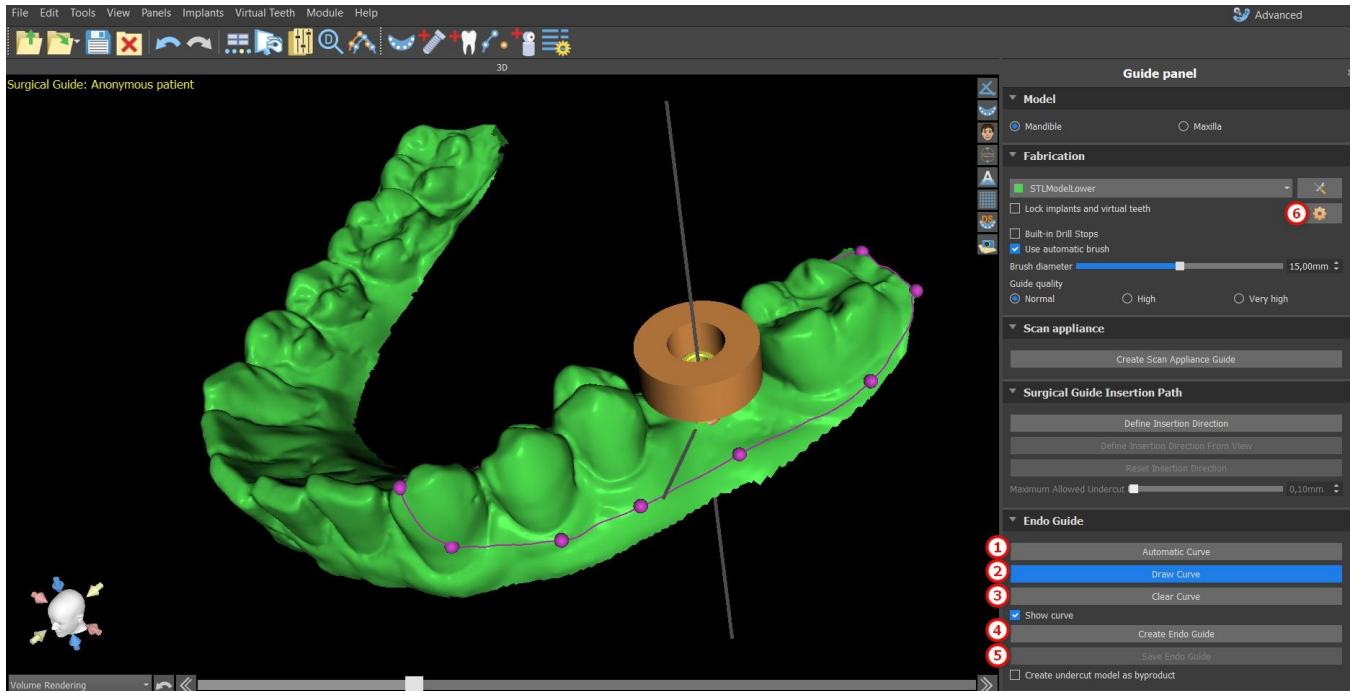 File Edit Tools View Panels Implants Virtual Teeth Module Help
Advanced
3D
Surgical Guide: Anonymous patient
Guide panel
Model
Mandible Maxilla
Fabrication
STLModelLower
Lock implants and virtual teeth
6
Built-in Drill Stops
Use automatic brush
Brush diameter 15,00mm
Guide quality
Normal High Very high
Scan appliance
Create Scan Appliance Guide
Surgical Guide Insertion Path
Define Insertion Direction
Define Insertion Direction From View
Reset Insertion Direction
Maximum Allowed Undercut 0,10mm
Endo Guide
1 Automatic Curve
2 Draw Curve
3 Clear Curve
Show curve
4 Create Endo Guide
5 Save Endo Guide
Create undercut model as byproduct
Volume Rendering
D
A
DS